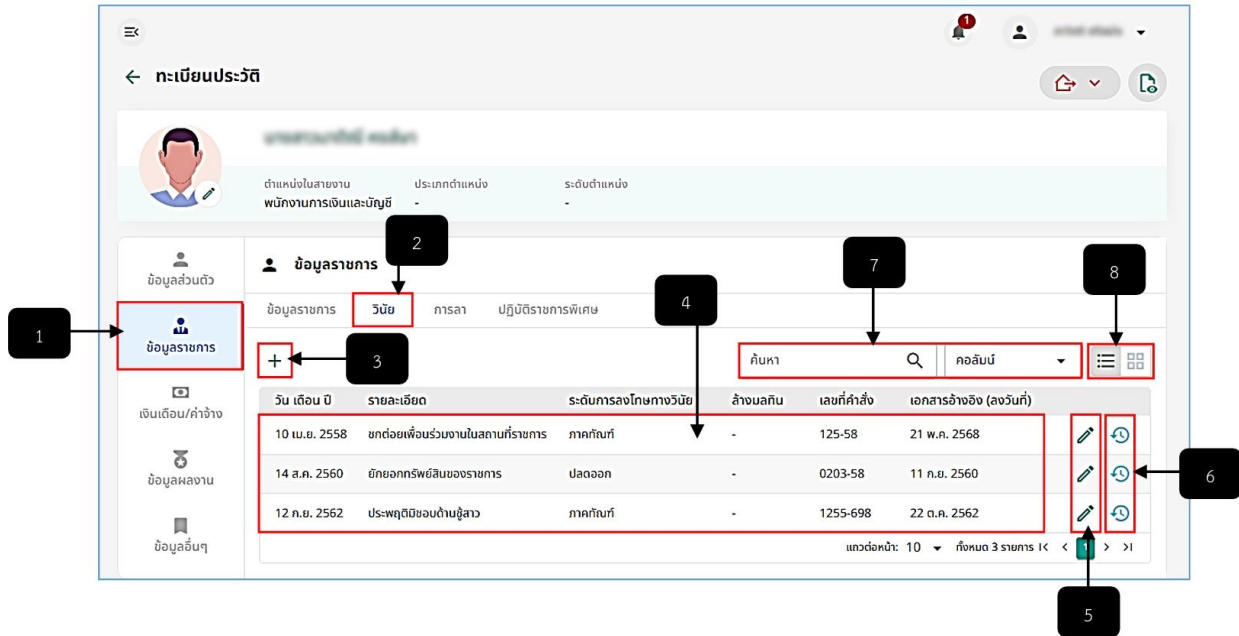 1
ทะเบียนประวัติ
ตำแหน่งในสายงาน ประเภทตำแหน่ง ระดับตำแหน่ง
พนักงานการเงินและบัญชี - -
2
7
8
4
1
3
ข้อมูลส่วนตัว
ข้อมูลราชการ
เงินเดือน/ค่าจ้าง
ข้อมูลผลงาน
ข้อมูลอื่นๆ
ข้อมูลราชการ
ข้อมูลราชการ วินัย การลา ปฏิบัติราชการพิเศษ
+ ค้นหา คอลัมน์
วัน เดือน ปี รายละเอียด ระดับการลงโทษทางวินัย ล้างมลทิน เลขที่คำสั่ง เอกสารอ้างอิง (ลงวันที่)
10 เม.ย. 2558 ชกต่อยเพื่อนร่วมงานในสถานที่ราชการ ภาคทัณฑ์ - 125-58 21 พ.ค. 2568
14 ส.ค. 2560 ยักยอกทรัพย์สินของราชการ ปลดออก - 0203-58 11 ก.ย. 2560
12 ก.ย. 2562 ประพฤติมิชอบด้านชู้สาว ภาคทัณฑ์ - 1255-698 22 ต.ค. 2562
แถวต่อหน้า: 10 ทั้งหมด 3 รายการ |< < 1 > >|
6
5